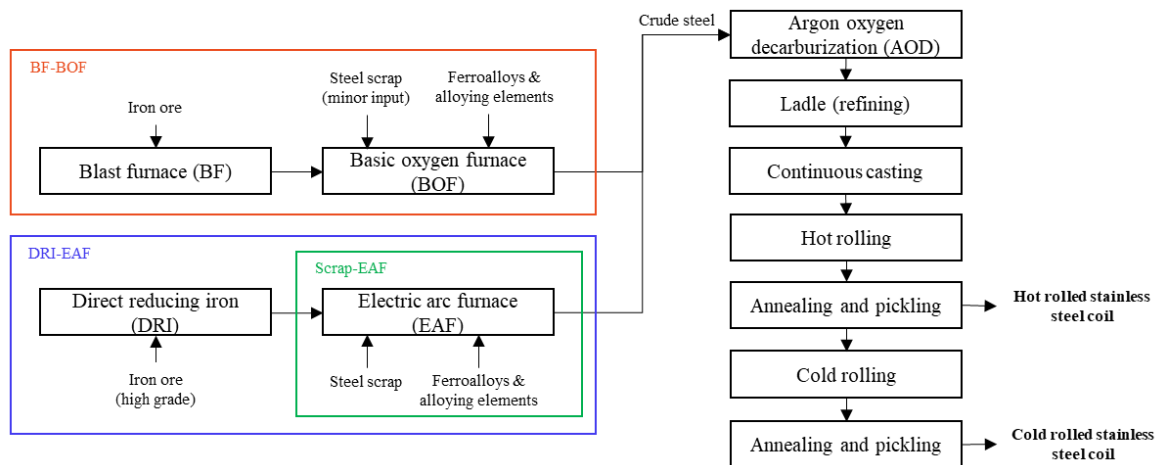 BF-BOF
Iron ore
Steel scrap
(minor input)
Ferroalloys &
alloying elements
Blast furnace (BF)
Basic oxygen furnace
(BOF)
DRI-EAF
Scrap-EAF
Direct reducing iron
(DRI)
Electric arc furnace
(EAF)
Iron ore
(high grade)
Steel scrap
Ferroalloys &
alloying elements
Crude steel
Argon oxygen
decarburization (AOD)
Ladle (refining)
Continuous casting
Hot rolling
Annealing and pickling
Hot rolled stainless
steel coil
Cold rolling
Annealing and pickling
Cold rolled stainless
steel coil